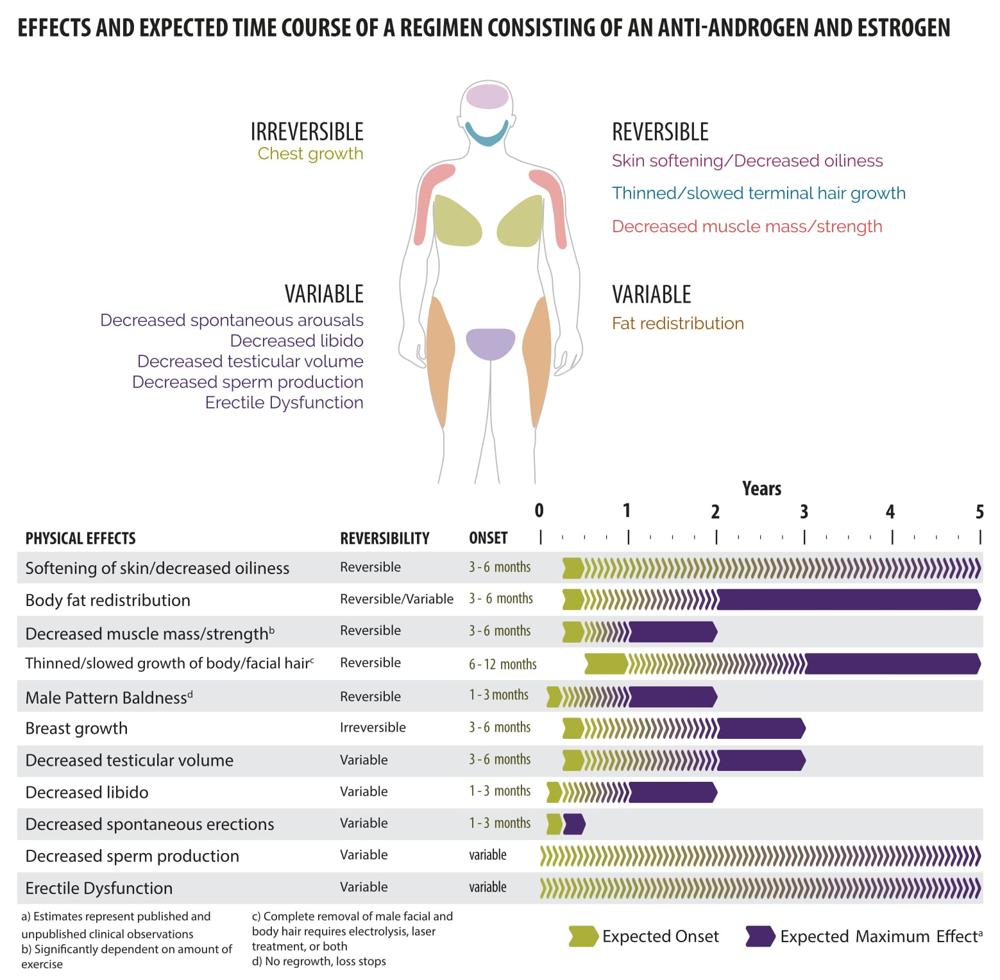 EFFECTS AND EXPECTED TIME COURSE OF A REGIMEN CONSISTING OF AN ANTI-ANDROGEN AND ESTROGEN
IRREVERSIBLE
Chest growth
REVERSIBLE
Skin softening/Decreased oiliness
Thinned/slowed terminal hair growth
Decreased muscle mass/strength
VARIABLE
Decreased spontaneous arousals
Decreased libido
Decreased testicular volume
Decreased sperm production
Erectile Dysfunction
VARIABLE
Fat redistribution
Years
0 1 2 3 4 5
PHYSICAL EFFECTS REVERSIBILITY ONSET
Softening of skin/decreased oiliness Reversible 3-6 months
Body fat redistribution Reversible/Variable 3- 6 months
Decreased muscle mass/strengthᵇ Reversible 3-6 months
Thinned/slowed growth of body/facial hairᶜ Reversible 6-12 months
Male Pattern Baldnessᵈ Reversible 1-3 months
Breast growth Irreversible 3-6 months
Decreased testicular volume Variable 3-6 months
Decreased libido Variable 1-3 months
Decreased spontaneous erections Variable 1-3 months
Decreased sperm production Variable variable
Erectile Dysfunction Variable variable
a) Estimates represent published and
unpublished clinical observations
b) Significantly dependent on amount of
exercise
c) Complete removal of male facial and
body hair requires electrolysis, laser
treatment, or both
d) No regrowth, loss stops
Expected Onset
Expected Maximum Effectᵃ